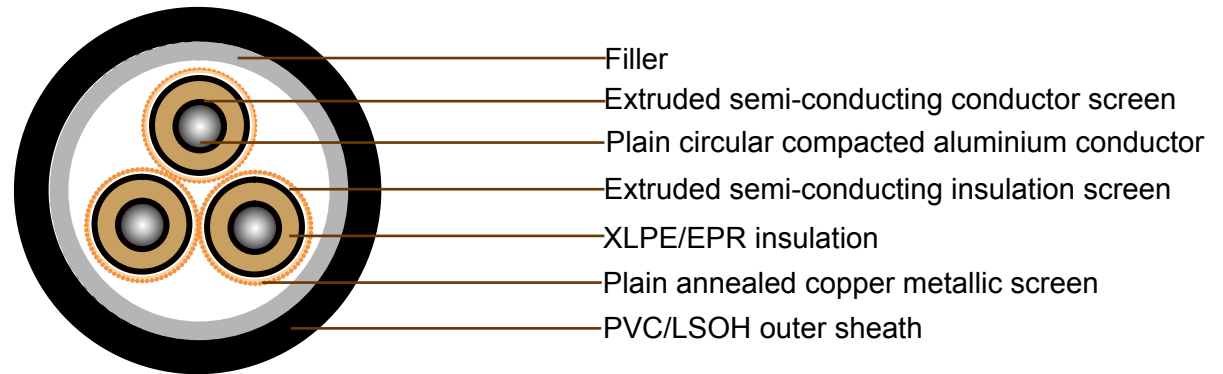 Filler
Extruded semi-conducting conductor screen
Plain circular compacted aluminium conductor
Extruded semi-conducting insulation screen
XLPE/EPR insulation
Plain annealed copper metallic screen
PVC/LSOH outer sheath